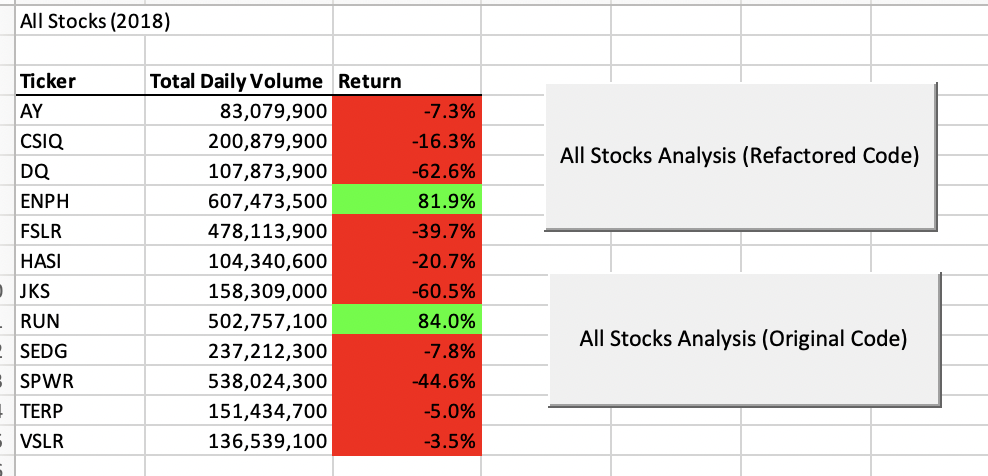 All Stocks (2018)
Ticker Total Daily Volume Return
AY 83,079,900 -7.3%
CSIQ 200,879,900 -16.3%
DQ 107,873,900 -62.6%
ENPH 607,473,500 81.9%
FSLR 478,113,900 -39.7%
HASI 104,340,600 -20.7%
JKS 158,309,000 -60.5%
RUN 502,757,100 84.0%
SEDG 237,212,300 -7.8%
SPWR 538,024,300 -44.6%
TERP 151,434,700 -5.0%
VSLR 136,539,100 -3.5%
All Stocks Analysis (Refactored Code)
All Stocks Analysis (Original Code)